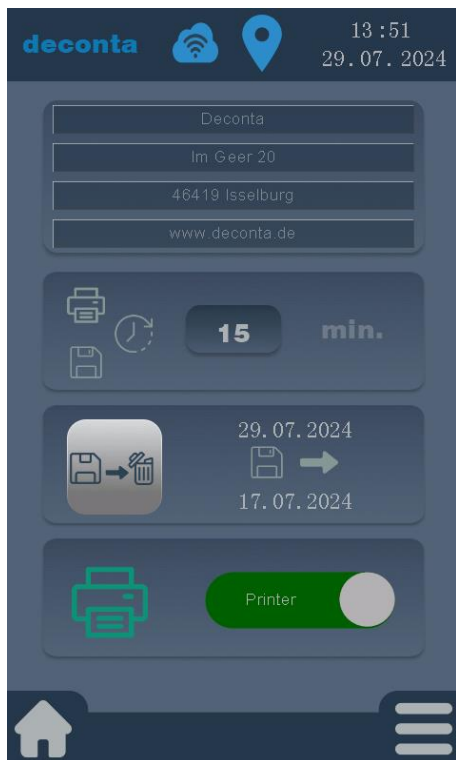 deconta
13:51
29.07.2024
Deconta
Im Geer 20
46419 Isselburg
www.deconta.de
15 min.
29.07.2024
17.07.2024
Printer